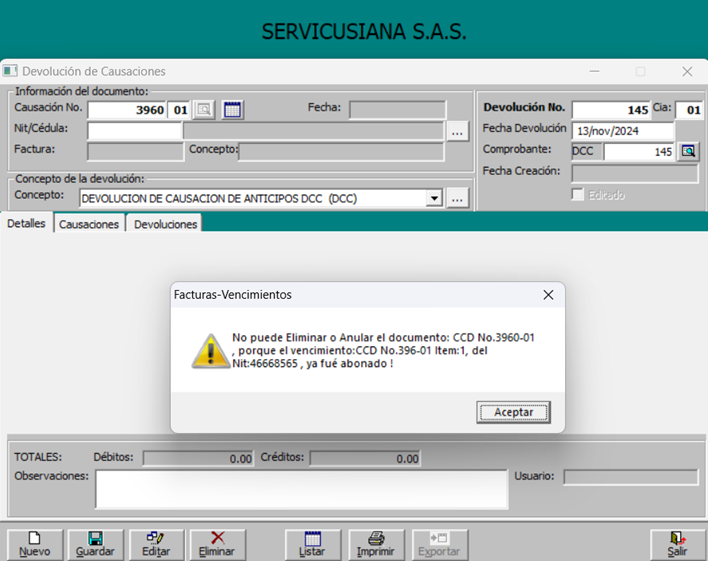 SERVICUSIANA S.A.S.
Devolución de Causaciones
Información del documento:
Causación No. 3960 01 Fecha:
Nit/Cédula: ...
Factura: Concepto:
Devolución No. 145 Cia: 01
Fecha Devolución 13/nov/2024
Comprobante: DCC 145
Fecha Creación:
Editado
Concepto de la devolución:
Concepto: DEVOLUCION DE CAUSACION DE ANTICIPOS DCC (DCC) ...
Detalles Causaciones Devoluciones
Facturas-Vencimientos
No puede Eliminar o Anular el documento: CCD No.3960-01
, porque el vencimiento:CCD No.396-01 Item:1, del
Nit:46668565 , ya fué abonado !
Aceptar
TOTALES: Débitos: 0.00 Créditos: 0.00
Observaciones: Usuario:
Nuevo Guardar Editar Eliminar Listar Imprimir Exportar Salir